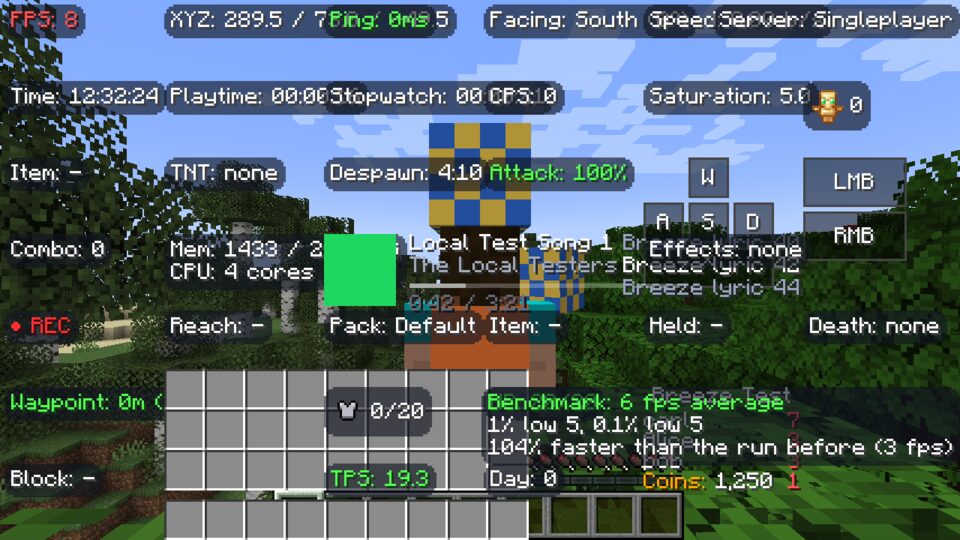 FPS: 8
XYZ: 289.5 / 7
Ping: 0ms
5
Facing: South
Speed
Server: Singleplayer
Time: 12:32:24
Playtime: 00:00
Stopwatch: 00
CPS: 0
Saturation: 5.0
0
Item: -
TNT: none
Despawn: 4:10
Attack: 100%
W
LMB
A
S
D
RMB
Combo: 0
Mem: 1433 / 2
CPU: 4 cores
Local Test Song 1
The Local Testers
0:42 / 3:21
Effects: none
Breeze lyric 42
Breeze lyric 44
REC
Reach: -
Pack: Default
Item: -
Held: -
Death: none
Waypoint: 0m (
0/20
Breeze Test
Benchmark: 6 fps average
1% low 5, 0.1% low 5
7
104% faster than the run before (3 fps)
Block: -
TPS: 19.3
Day: 0
Coins: 1,250
1